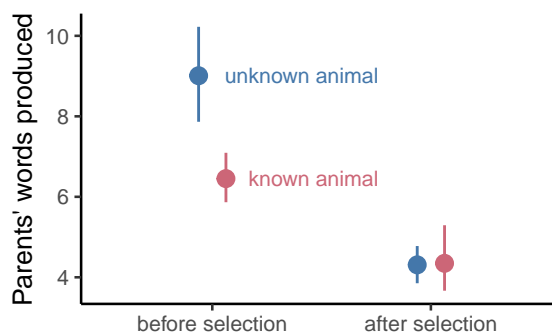 Parents' words produced
10
8
6
4
unknown animal
known animal
before selection
after selection